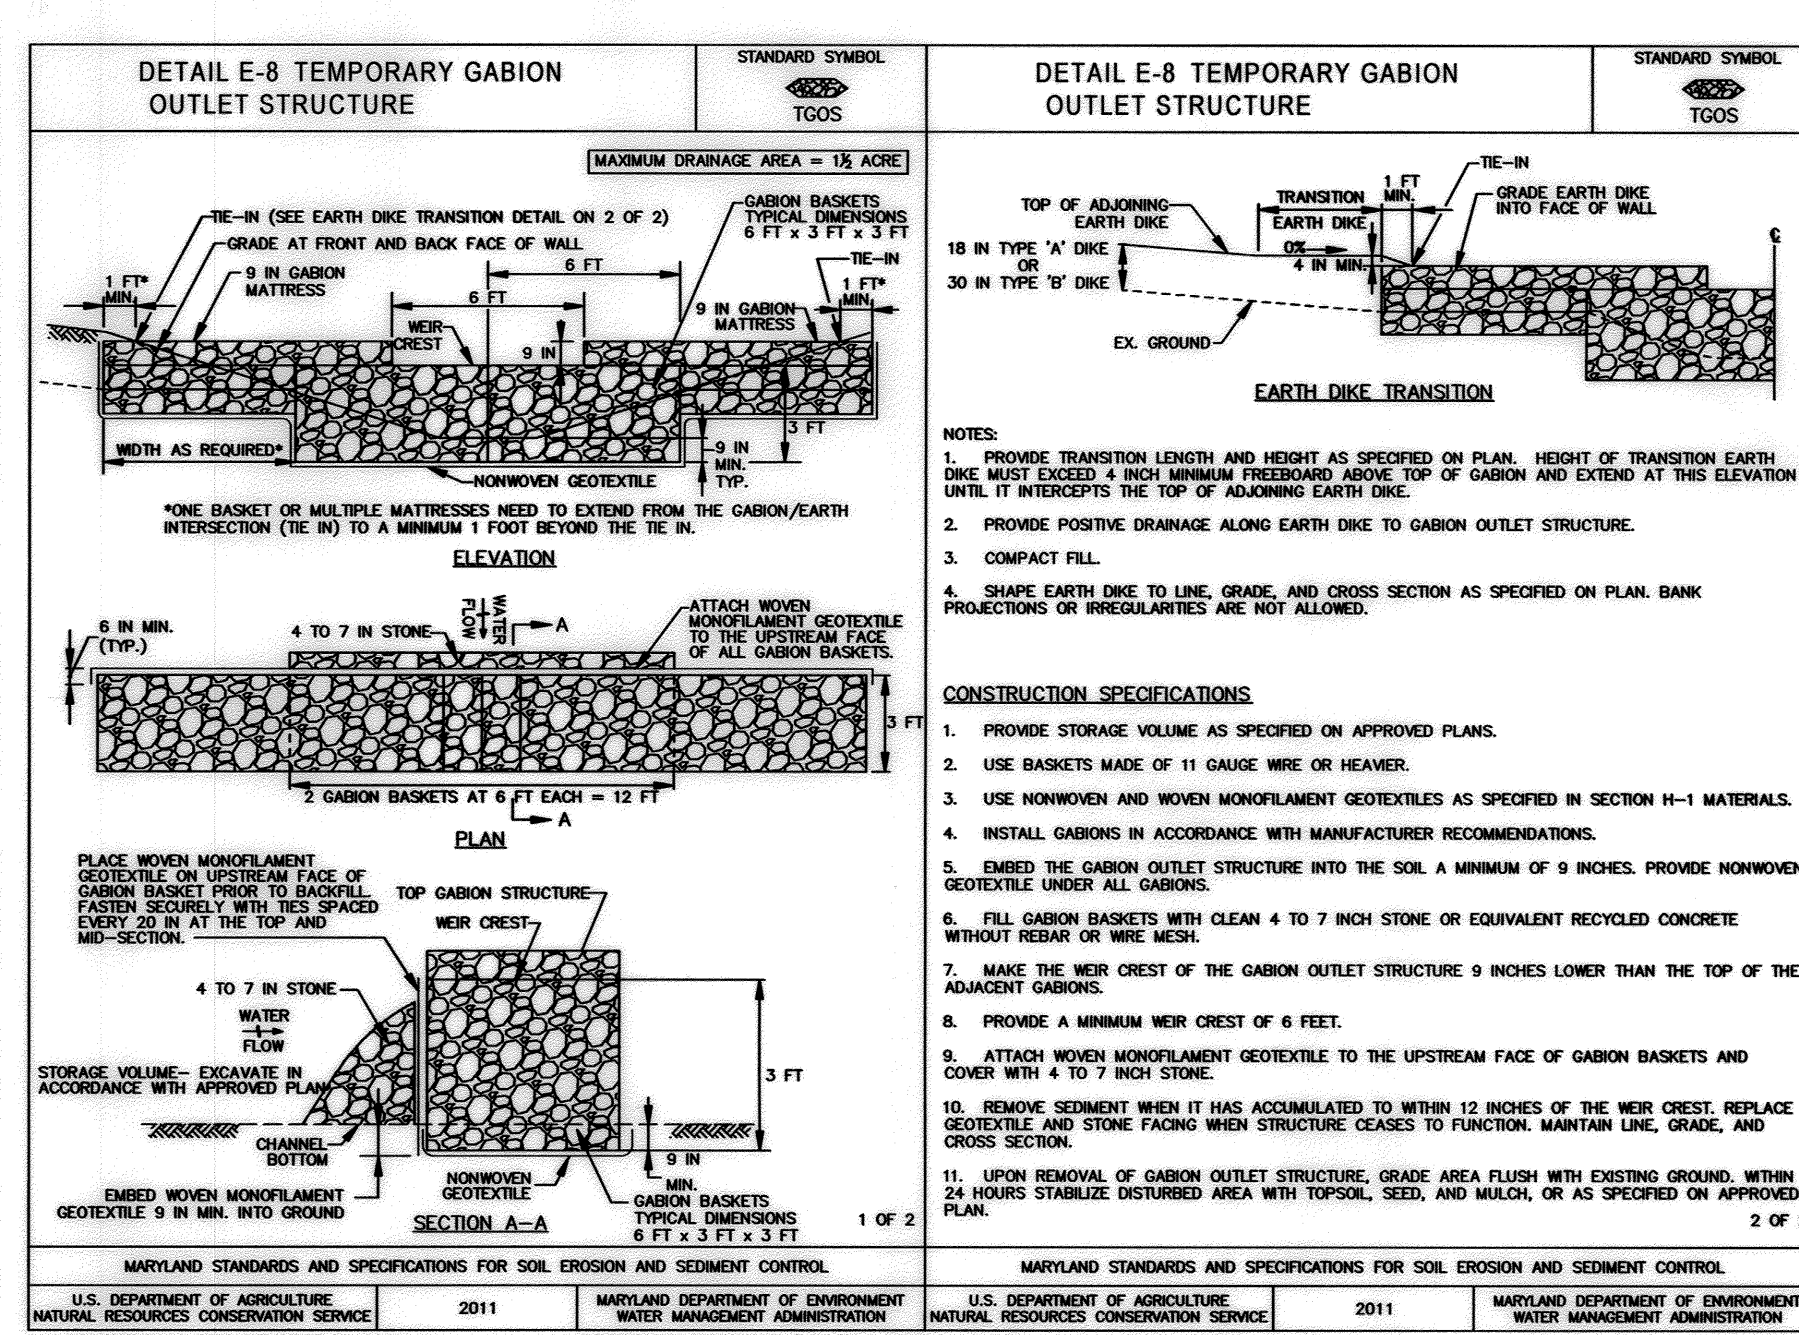 DETAIL E-8 TEMPORARY GABION
OUTLET STRUCTURE
STANDARD SYMBOL
TGOS
MAXIMUM DRAINAGE AREA = 1½ ACRE
TIE-IN (SEE EARTH DIKE TRANSITION DETAIL ON 2 OF 2)
GRADE AT FRONT AND BACK FACE OF WALL
9 IN GABION
MATTRESS
1 FT*
MIN.
6 FT
6 FT
GABION BASKETS
TYPICAL DIMENSIONS
6 FT x 3 FT x 3 FT
TIE-IN
1 FT*
MIN.
9 IN GABION
MATTRESS
WEIR
CREST
9 IN
3 FT
WIDTH AS REQUIRED*
9 IN
MIN.
TYP.
NONWOVEN GEOTEXTILE
*ONE BASKET OR MULTIPLE MATTRESSES NEED TO EXTEND FROM THE GABION/EARTH
INTERSECTION (TIE IN) TO A MINIMUM 1 FOOT BEYOND THE TIE IN.
ELEVATION
6 IN MIN.
(TYP.)
4 TO 7 IN STONE
WATER
FLOW
A
ATTACH WOVEN
MONOFILAMENT GEOTEXTILE
TO THE UPSTREAM FACE
OF ALL GABION BASKETS.
3 FT
2 GABION BASKETS AT 6 FT EACH = 12 FT
A
PLAN
PLACE WOVEN MONOFILAMENT
GEOTEXTILE ON UPSTREAM FACE OF
GABION BASKET PRIOR TO BACKFILL.
FASTEN SECURELY WITH TIES SPACED
EVERY 20 IN AT THE TOP AND
MID-SECTION.
TOP GABION STRUCTURE
WEIR CREST
4 TO 7 IN STONE
WATER
FLOW
STORAGE VOLUME- EXCAVATE IN
ACCORDANCE WITH APPROVED PLAN
3 FT
CHANNEL
BOTTOM
9 IN
MIN.
NONWOVEN
GEOTEXTILE
EMBED WOVEN MONOFILAMENT
GEOTEXTILE 9 IN MIN. INTO GROUND
GABION BASKETS
TYPICAL DIMENSIONS
6 FT x 3 FT x 3 FT
SECTION A-A
1 OF 2
MARYLAND STANDARDS AND SPECIFICATIONS FOR SOIL EROSION AND SEDIMENT CONTROL
U.S. DEPARTMENT OF AGRICULTURE
NATURAL RESOURCES CONSERVATION SERVICE
2011
MARYLAND DEPARTMENT OF ENVIRONMENT
WATER MANAGEMENT ADMINISTRATION
DETAIL E-8 TEMPORARY GABION
OUTLET STRUCTURE
STANDARD SYMBOL
TGOS
TIE-IN
1 FT
MIN.
TRANSITION
EARTH DIKE
GRADE EARTH DIKE
INTO FACE OF WALL
TOP OF ADJOINING
EARTH DIKE
18 IN TYPE 'A' DIKE
OR
30 IN TYPE 'B' DIKE
0%
4 IN MIN.
EX. GROUND
EARTH DIKE TRANSITION
NOTES:
1. PROVIDE TRANSITION LENGTH AND HEIGHT AS SPECIFIED ON PLAN. HEIGHT OF TRANSITION EARTH
DIKE MUST EXCEED 4 INCH MINIMUM FREEBOARD ABOVE TOP OF GABION AND EXTEND AT THIS ELEVATION
UNTIL IT INTERCEPTS THE TOP OF ADJOINING EARTH DIKE.
2. PROVIDE POSITIVE DRAINAGE ALONG EARTH DIKE TO GABION OUTLET STRUCTURE.
3. COMPACT FILL.
4. SHAPE EARTH DIKE TO LINE, GRADE, AND CROSS SECTION AS SPECIFIED ON PLAN. BANK
PROJECTIONS OR IRREGULARITIES ARE NOT ALLOWED.
CONSTRUCTION SPECIFICATIONS
1. PROVIDE STORAGE VOLUME AS SPECIFIED ON APPROVED PLANS.
2. USE BASKETS MADE OF 11 GAUGE WIRE OR HEAVIER.
3. USE NONWOVEN AND WOVEN MONOFILAMENT GEOTEXTILES AS SPECIFIED IN SECTION H-1 MATERIALS.
4. INSTALL GABIONS IN ACCORDANCE WITH MANUFACTURER RECOMMENDATIONS.
5. EMBED THE GABION OUTLET STRUCTURE INTO THE SOIL A MINIMUM OF 9 INCHES. PROVIDE NONWOVEN
GEOTEXTILE UNDER ALL GABIONS.
6. FILL GABION BASKETS WITH CLEAN 4 TO 7 INCH STONE OR EQUIVALENT RECYCLED CONCRETE
WITHOUT REBAR OR WIRE MESH.
7. MAKE THE WEIR CREST OF THE GABION OUTLET STRUCTURE 9 INCHES LOWER THAN THE TOP OF THE
ADJACENT GABIONS.
8. PROVIDE A MINIMUM WEIR CREST OF 6 FEET.
9. ATTACH WOVEN MONOFILAMENT GEOTEXTILE TO THE UPSTREAM FACE OF GABION BASKETS AND
COVER WITH 4 TO 7 INCH STONE.
10. REMOVE SEDIMENT WHEN IT HAS ACCUMULATED TO WITHIN 12 INCHES OF THE WEIR CREST. REPLACE
GEOTEXTILE AND STONE FACING WHEN STRUCTURE CEASES TO FUNCTION. MAINTAIN LINE, GRADE, AND
CROSS SECTION.
11. UPON REMOVAL OF GABION OUTLET STRUCTURE, GRADE AREA FLUSH WITH EXISTING GROUND. WITHIN
24 HOURS STABILIZE DISTURBED AREA WITH TOPSOIL, SEED, AND MULCH, OR AS SPECIFIED ON APPROVED
PLAN.
2 OF
MARYLAND STANDARDS AND SPECIFICATIONS FOR SOIL EROSION AND SEDIMENT CONTROL
U.S. DEPARTMENT OF AGRICULTURE
NATURAL RESOURCES CONSERVATION SERVICE
2011
MARYLAND DEPARTMENT OF ENVIRONMENT
WATER MANAGEMENT ADMINISTRATION